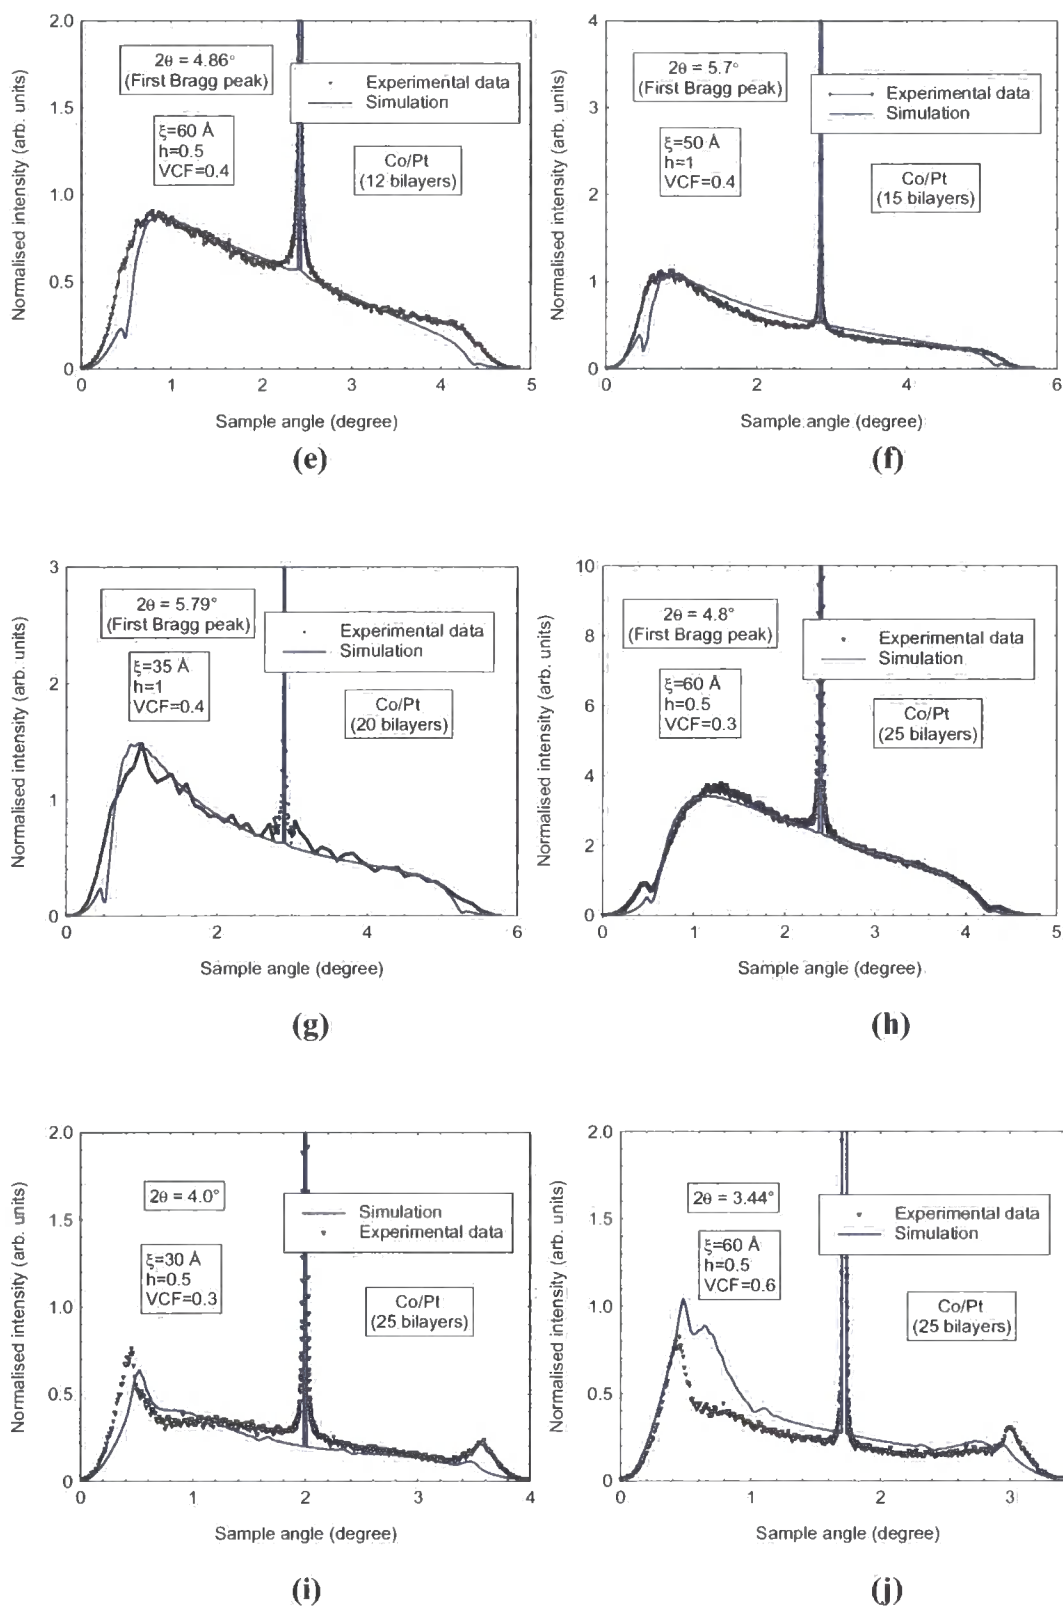 2.0
1.5
1.0
0.5
0
Normalised intensity (arb. units)
2θ = 4.86°
(First Bragg peak)
Experimental data
Simulation
ξ=60 Å
h=0.5
VCF=0.4
Co/Pt
(12 bilayers)
0 1 2 3 4 5
Sample angle (degree)
(e)
4
3
2
1
0
Normalised intensity (arb. units)
2θ = 5.7°
(First Bragg peak)
Experimental data
Simulation
ξ=50 Å
h=1
VCF=0.4
Co/Pt
(15 bilayers)
0 2 4 6
Sample angle (degree)
(f)
3
2
1
0
Normalised intensity (arb. units)
2θ = 5.79°
(First Bragg peak)
Experimental data
Simulation
ξ=35 Å
h=1
VCF=0.4
Co/Pt
(20 bilayers)
0 2 4 6
Sample angle (degree)
(g)
10
8
6
4
2
0
Normalised intensity (arb. units)
2θ = 4.8°
(First Bragg peak)
Experimental data
Simulation
ξ=60 Å
h=0.5
VCF=0.3
Co/Pt
(25 bilayers)
0 1 2 3 4 5
Sample angle (degree)
(h)
2.0
1.5
1.0
0.5
0
Normalised intensity (arb. units)
2θ = 4.0°
Simulation
Experimental data
ξ=30 Å
h=0.5
VCF=0.3
Co/Pt
(25 bilayers)
0 1 2 3 4
Sample angle (degree)
(i)
2.0
1.5
1.0
0.5
0
Normalised intensity (arb. units)
2θ = 3.44°
Experimental data
Simulation
ξ=60 Å
h=0.5
VCF=0.6
Co/Pt
(25 bilayers)
0 1 2 3
Sample angle (degree)
(j)